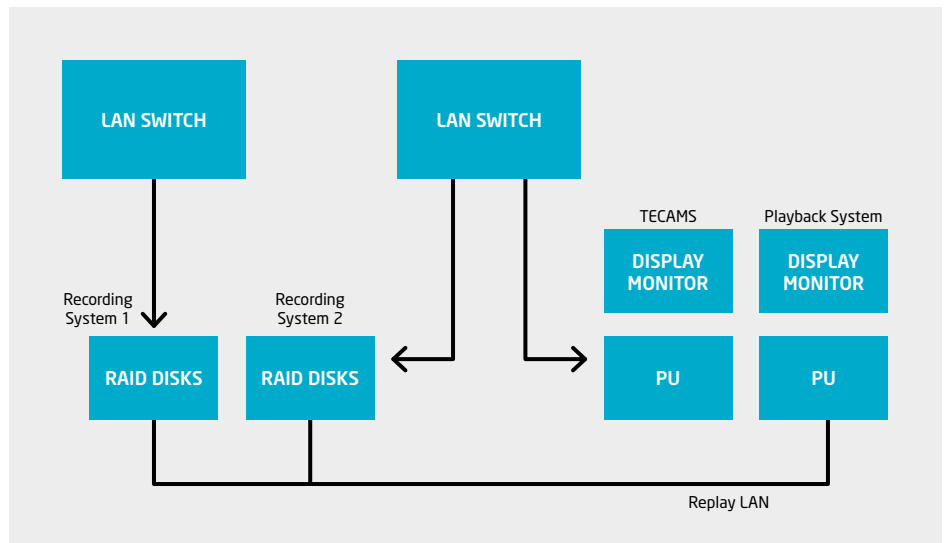 LAN SWITCH
LAN SWITCH
TECAMS
Playback System
DISPLAY
MONITOR
DISPLAY
MONITOR
Recording
System 1
Recording
System 2
RAID DISKS
RAID DISKS
PU
PU
Replay LAN